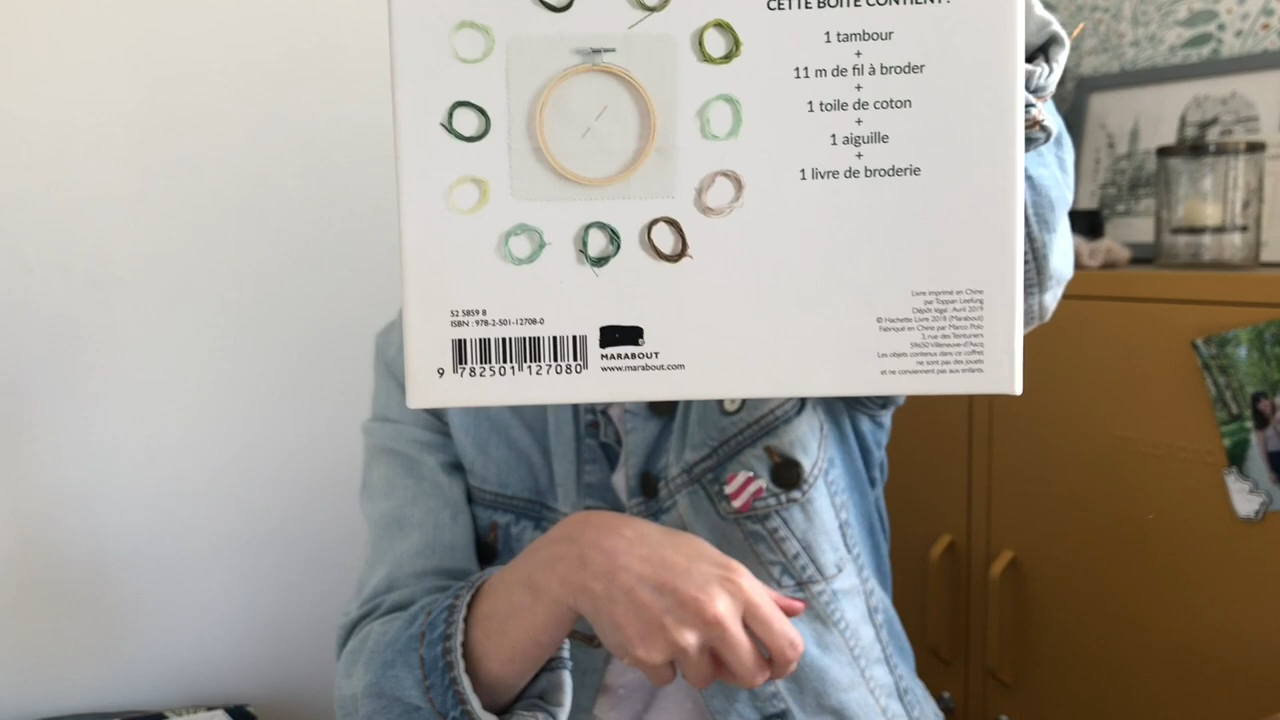 CETTE BOÎTE CONTIENT :
1 tambour
+
11 m de fil à broder
+
1 toile de coton
+
1 aiguille
+
1 livre de broderie
52 5859 8
ISBN : 978-2-501-12708-0
9 782501 127080
MARABOUT
www.marabout.com
Livre imprimé en Chine
par Toppan Leefung
Dépôt légal : Avril 2019
© Hachette Livre 2018 (Marabout)
Fabriqué en Chine par Marco Polo
3, rue des Teinturiers
59650 Villeneuve-d'Ascq
Les objets contenus dans ce coffret
ne sont pas des jouets
et ne conviennent pas aux enfants.